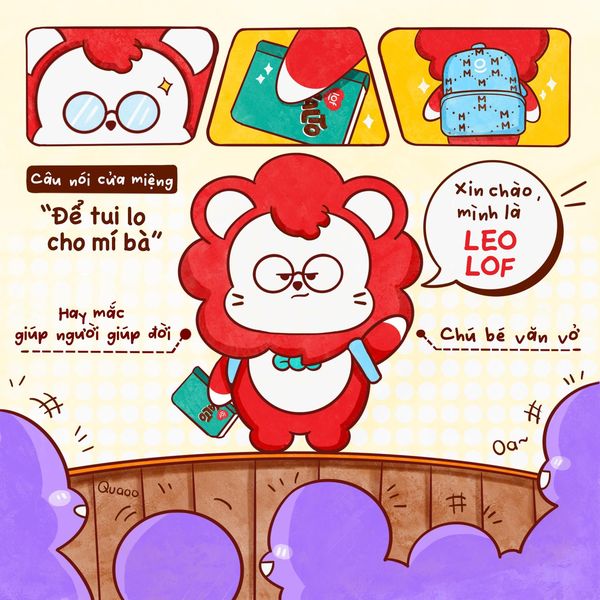 lof
Câu nói cửa miệng
"Để tui lo
cho mí bà"
Xin chào,
mình là
LEO
LOF
Hay mắc
giúp người giúp đời
Chú bé văn vở
Quaoo
Oa~